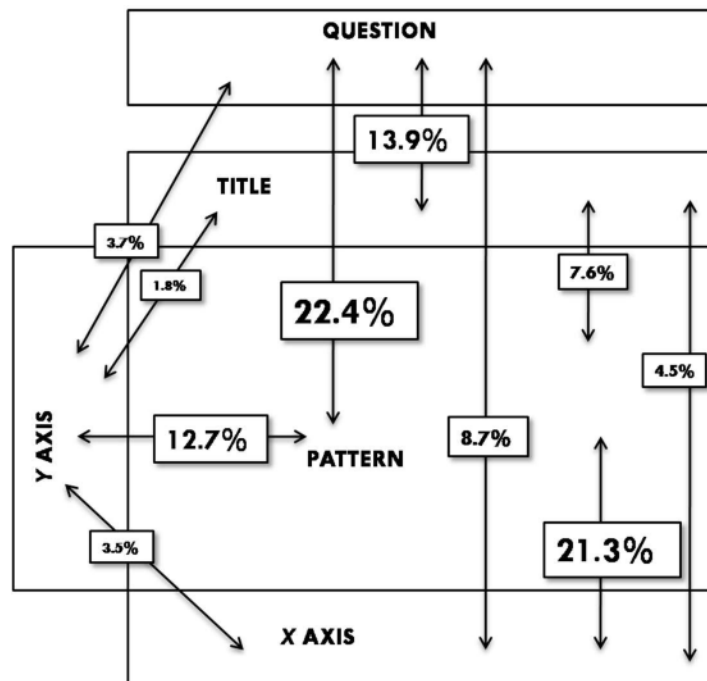 QUESTION
13.9%
TITLE
3.7%
1.8%
7.6%
22.4%
4.5%
Y AXIS
12.7%
PATTERN
8.7%
3.5%
21.3%
X AXIS